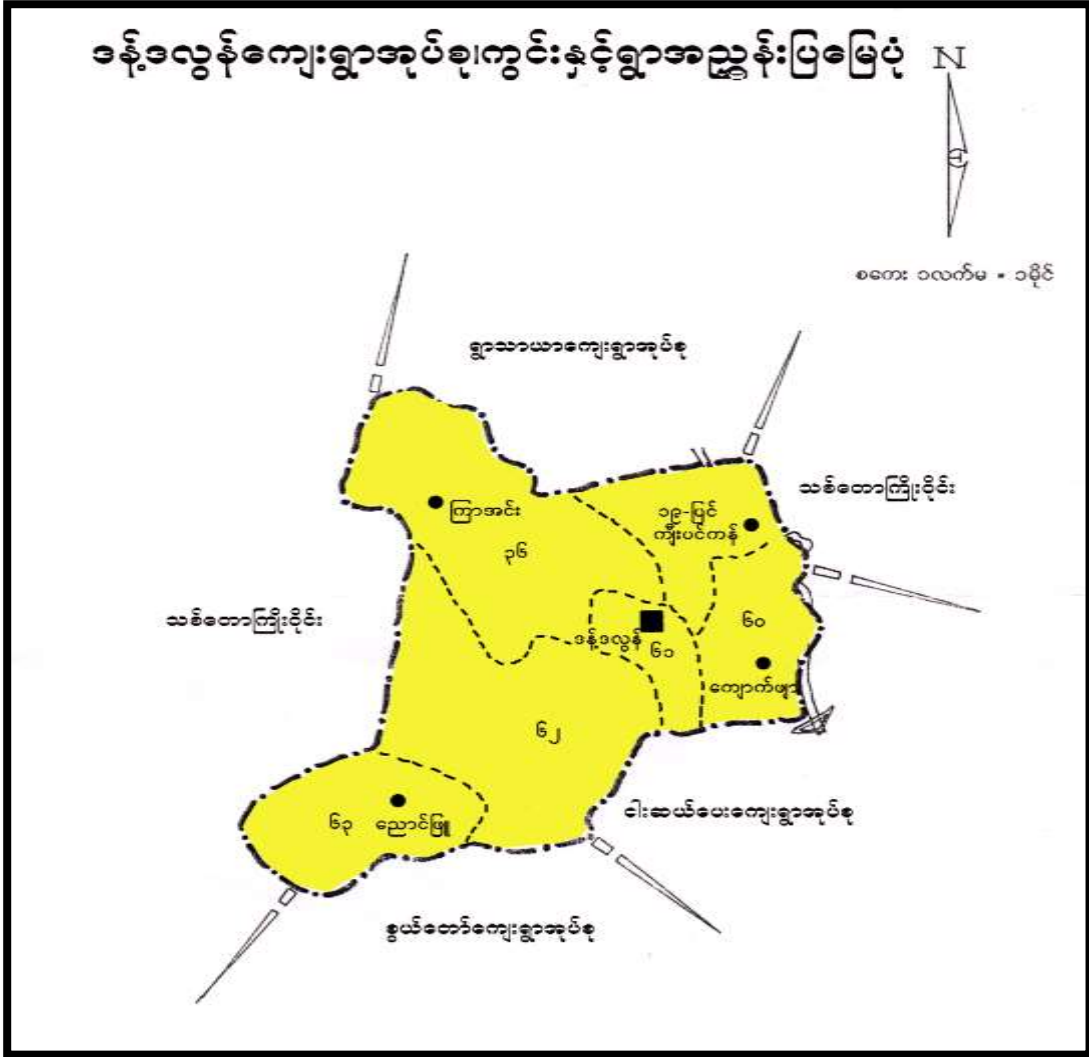 ဒန့်ဒလွန်ကျေးရွာအုပ်စု၊ကွင်းနှင့်ရွာအညွှန်းပြမြေပုံ
N
စကေး ၁လက်မ = ၁မိုင်
ရွာသာယာကျေးရွာအုပ်စု
သစ်တောကြိုးဝိုင်း
ကြာအင်း
၁၉-ပြင်
ကျီးပင်ကန်
၃၆
သစ်တောကြိုးဝိုင်း
၆၀
ဒန့်ဒလွန်
၆၁
ကျောက်ဖျာ
၆၂
ငါးဆယ်ပေးကျေးရွာအုပ်စု
၆၃
ညောင်ဖြူ
စွယ်တော်ကျေးရွာအုပ်စု